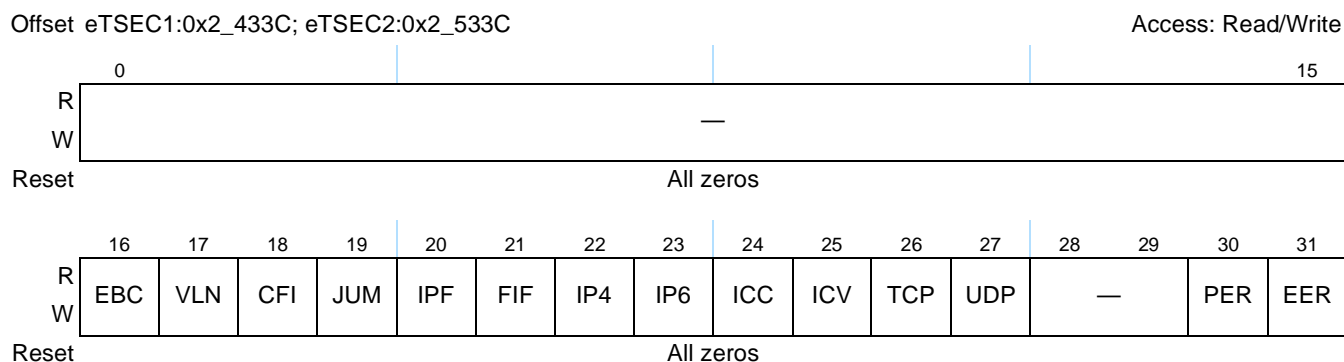 Offset eTSEC1:0x2_433C; eTSEC2:0x2_533C Access: Read/Write
0 15
R
—
W
Reset All zeros
16 17 18 19 20 21 22 23 24 25 26 27 28 29 30 31
R
EBC VLN CFI JUM IPF FIF IP4 IP6 ICC ICV TCP UDP — PER EER
W
Reset All zeros